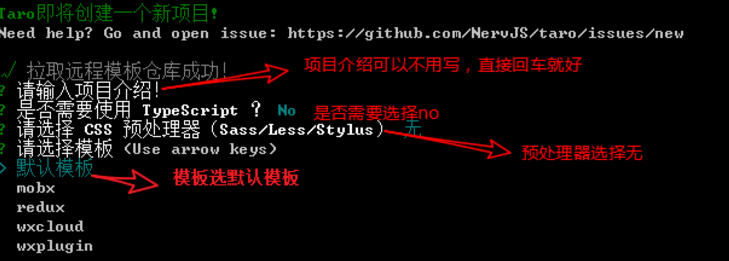 Taro即将创建一个新项目!
Need help? Go and open issue: https://github.com/NervJS/taro/issues/new
✓ 拉取远程模板仓库成功!
项目介绍可以不用写,直接回车就好
? 请输入项目介绍!
? 是否需要使用 TypeScript ? No
是否需要选择no
? 请选择 CSS 预处理器(Sass/Less/Stylus) 无
预处理器选择无
? 请选择模板 (Use arrow keys)
> 默认模板
模板选默认模板
mobx
redux
wxcloud
wxplugin